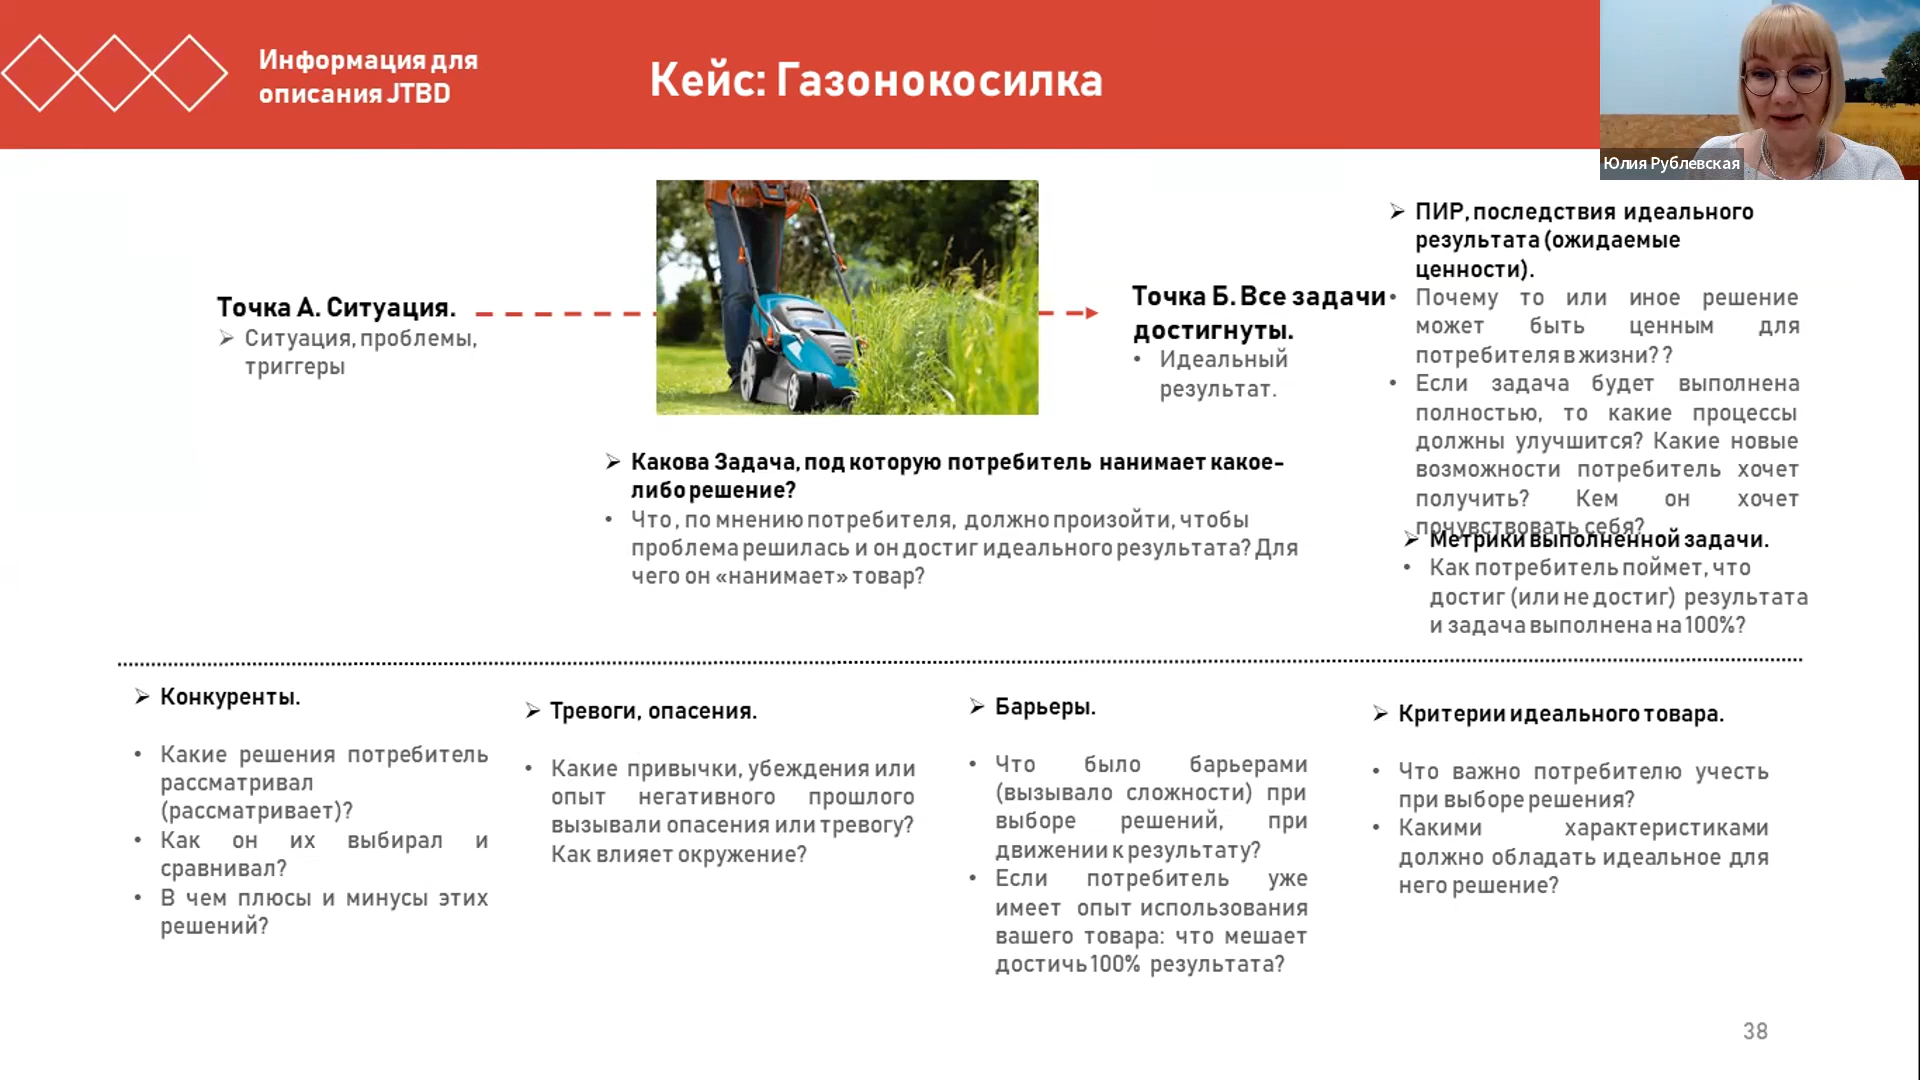 Информация для
описания JTBD
Кейс: Газонокосилка
Юлия Рублевская
Точка А. Ситуация.
Ситуация, проблемы,
триггеры
Точка Б. Все задачи
достигнуты.
Идеальный
результат.
ПИР, последствия идеального
результата (ожидаемые
ценности).
Почему то или иное решение
может быть ценным для
потребителя в жизни? ?
Если задача будет выполнена
полностью, то какие процессы
должны улучшится? Какие новые
возможности потребитель хочет
получить? Кем он хочет
почувствовать себя?
Метрики выполненной задачи.
Как потребитель поймет, что
достиг (или не достиг) результата
и задача выполнена на 100%?
Какова Задача, под которую потребитель нанимает какое-
либо решение?
Что , по мнению потребителя, должно произойти, чтобы
проблема решилась и он достиг идеального результата? Для
чего он «нанимает» товар?
Конкуренты.
Какие решения потребитель
рассматривал
(рассматривает)?
Как он их выбирал и
сравнивал?
В чем плюсы и минусы этих
решений?
Тревоги, опасения.
Какие привычки, убеждения или
опыт негативного прошлого
вызывали опасения или тревогу?
Как влияет окружение?
Барьеры.
Что было барьерами
(вызывало сложности) при
выборе решений, при
движении к результату?
Если потребитель уже
имеет опыт использования
вашего товара: что мешает
достичь 100% результата?
Критерии идеального товара.
Что важно потребителю учесть
при выборе решения?
Какими характеристиками
должно обладать идеальное для
него решение?
38